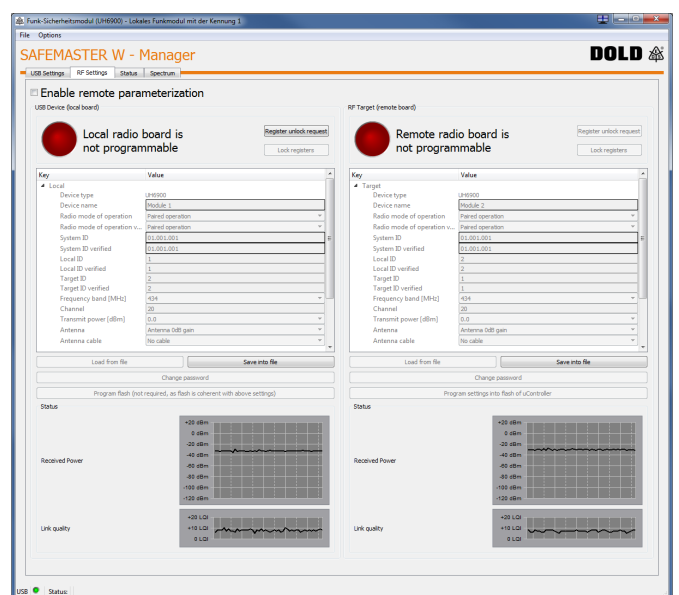 Funk-Sicherheitsmodul (UH6900) - Lokales Funkmodul mit der Kennung 1
File Options
SAFEMASTER W - Manager
DOLD
USB Settings RF Settings Status Spectrum
Enable remote parameterization
USB Device (local board)
Local radio board is
not programmable
Register unlock request
Lock registers
Key Value
Local
Device type UH6900
Device name Module 1
Radio mode of operation Paired operation
Radio mode of operation v... Paired operation
System ID 01.001.001
System ID verified 01.001.001
Local ID 1
Local ID verified 1
Target ID 2
Target ID verified 2
Frequency band [MHz] 434
Channel 20
Transmit power [dBm] 0.0
Antenna Antenna 0dB gain
Antenna cable No cable
Load from file Save into file
Change password
Program flash (not required, as flash is coherent with above settings)
Status
Received Power
+20 dBm
0 dBm
-20 dBm
-40 dBm
-60 dBm
-80 dBm
-100 dBm
-120 dBm
Link quality
+20 LQI
+10 LQI
0 LQI
RF Target (remote board)
Remote radio board is
not programmable
Register unlock request
Lock registers
Key Value
Target
Device type UH6900
Device name Module 2
Radio mode of operation Paired operation
Radio mode of operation v... Paired operation
System ID 01.001.001
System ID verified 01.001.001
Local ID 2
Local ID verified 2
Target ID 1
Target ID verified 1
Frequency band [MHz] 434
Channel 20
Transmit power [dBm] 0.0
Antenna Antenna 0dB gain
Antenna cable No cable
Load from file Save into file
Change password
Program settings into flash of uController
Status
Received Power
+20 dBm
0 dBm
-20 dBm
-40 dBm
-60 dBm
-80 dBm
-100 dBm
-120 dBm
Link quality
+20 LQI
+10 LQI
0 LQI
USB Status: